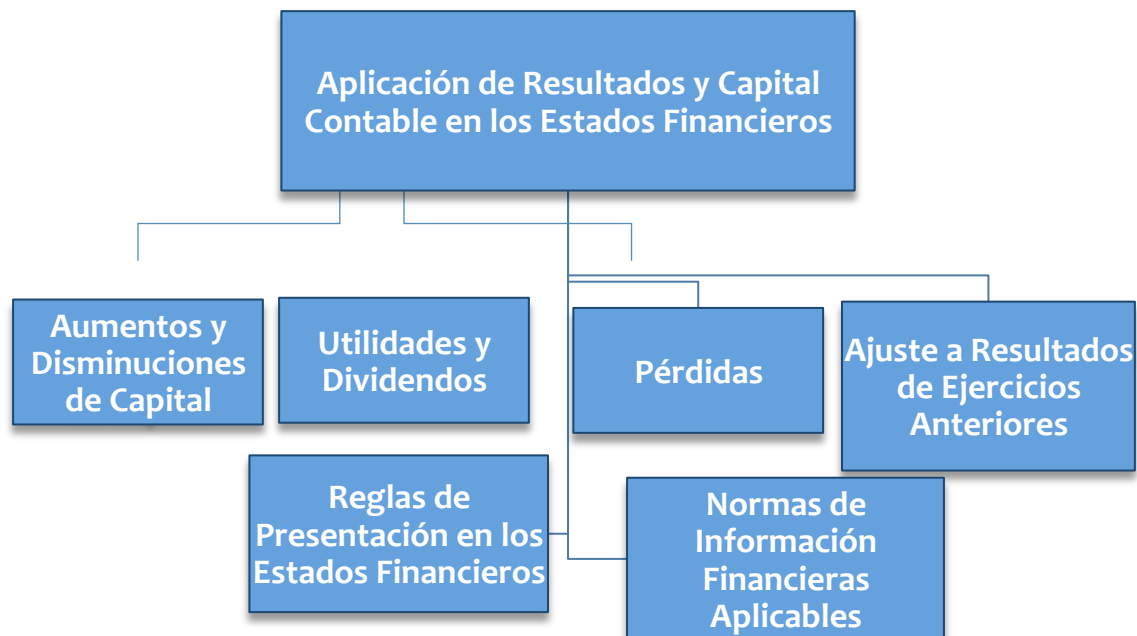 Aplicación de Resultados y Capital
Contable en los Estados Financieros
Aumentos y
Disminuciones
de Capital
Utilidades y
Dividendos
Pérdidas
Ajuste a Resultados
de Ejercicios
Anteriores
Reglas de
Presentación en los
Estados Financieros
Normas de
Información
Financieras
Aplicables